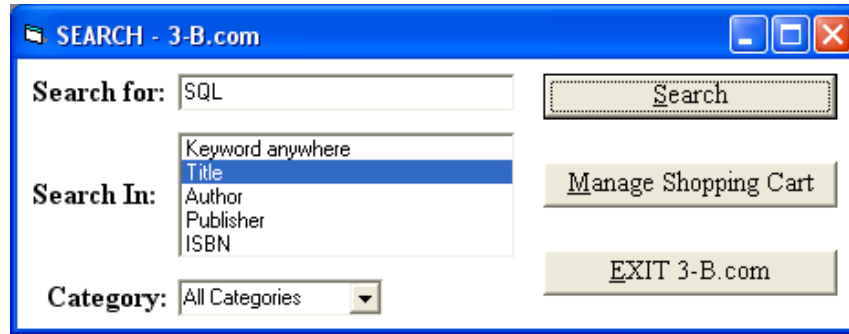 SEARCH - 3-B.com
Search for: SQL
Search
Search In:
Keyword anywhere
Title
Author
Publisher
ISBN
Manage Shopping Cart
Category: All Categories
EXIT 3-B.com